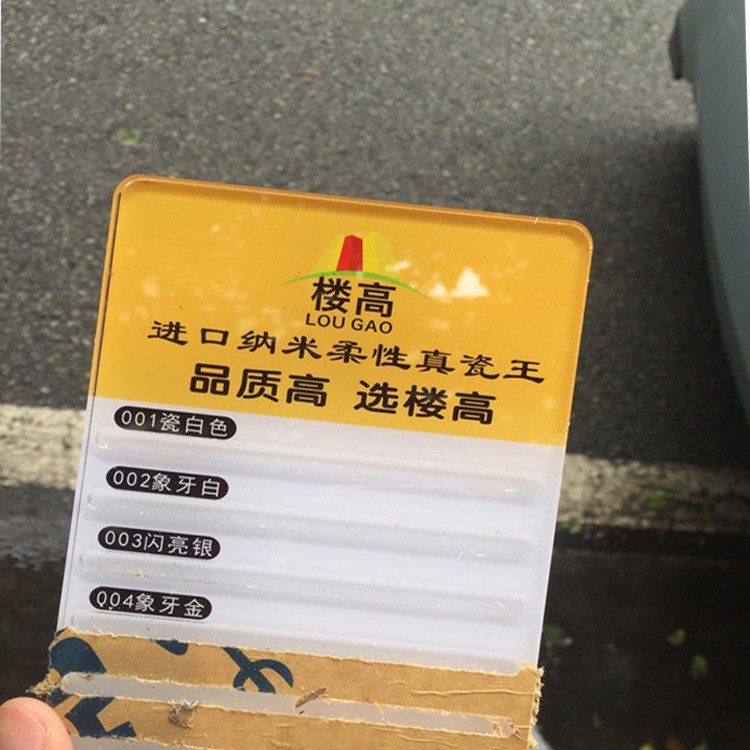 楼高
LOU GAO
进口纳米柔性真瓷王
品质高 选楼高
001瓷白色
002象牙白
003闪亮银
004象牙金